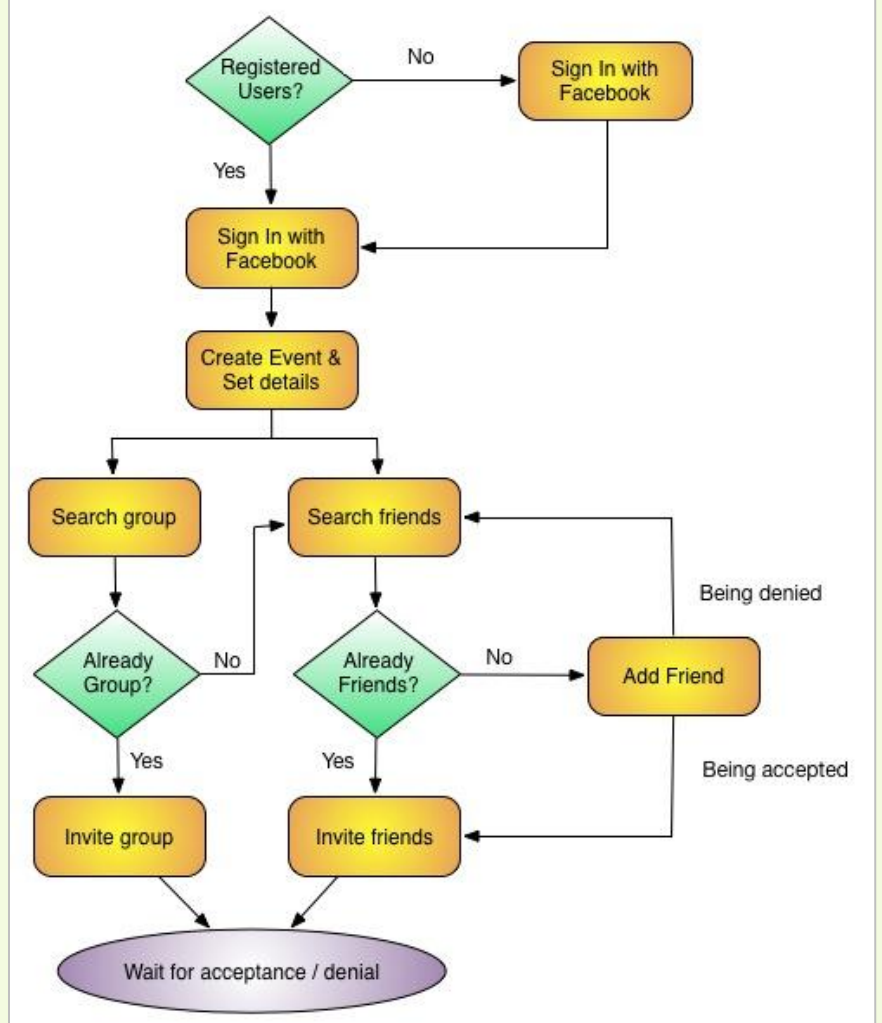 Registered
Users?
No
Sign In with
Facebook
Yes
Sign In with
Facebook
Create Event &
Set details
Search group
Search friends
Being denied
Already
Group?
No
Already
Friends?
No
Add Friend
Yes
Yes
Being accepted
Invite group
Invite friends
Wait for acceptance / denial